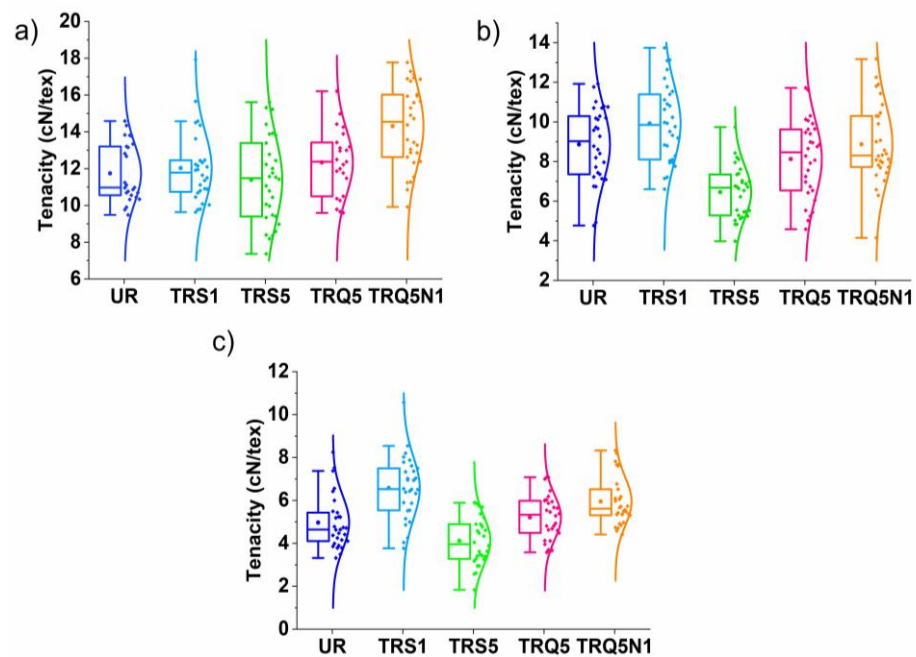 a)
Tenacity (cN/tex)
20
18
16
14
12
10
8
6
UR TRS1 TRS5 TRQ5 TRQ5N1
b)
Tenacity (cN/tex)
14
12
10
8
6
4
2
UR TRS1 TRS5 TRQ5 TRQ5N1
c)
Tenacity (cN/tex)
12
10
8
6
4
2
0
UR TRS1 TRS5 TRQ5 TRQ5N1